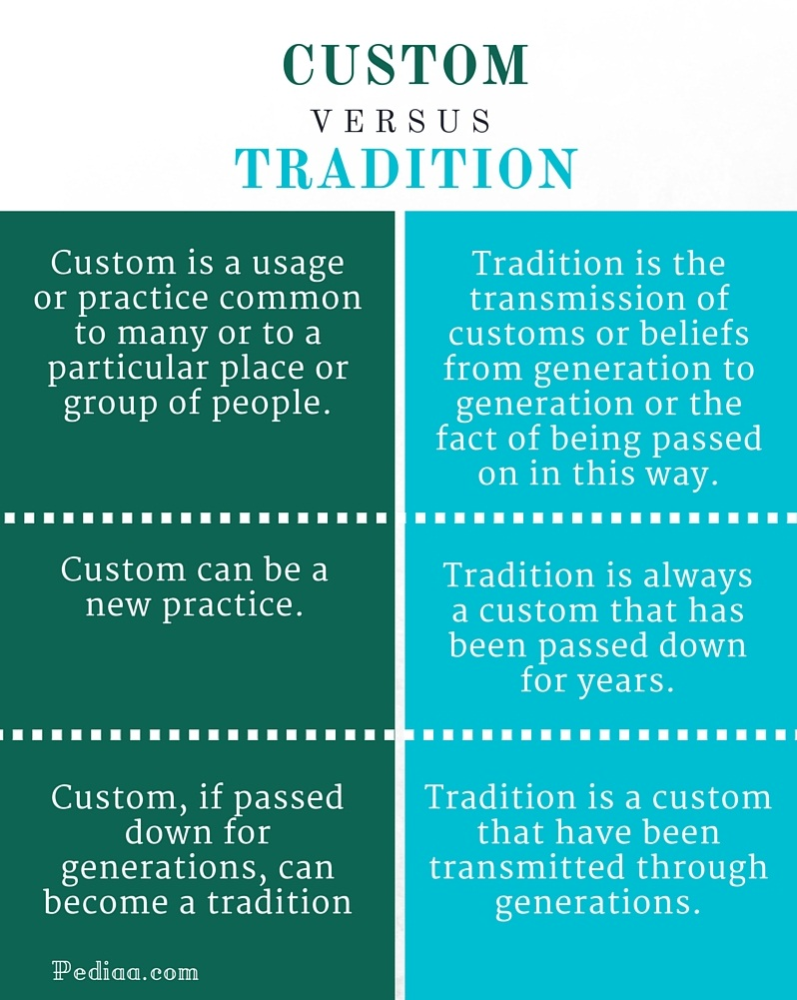 CUSTOM
VERSUS
TRADITION
Custom is a usage
or practice common
to many or to a
particular place or
group of people.
Tradition is the
transmission of
customs or beliefs
from generation to
generation or the
fact of being passed
on in this way.
Custom can be a
new practice.
Tradition is always
a custom that has
been passed down
for years.
Custom, if passed
down for
generations, can
become a tradition
Tradition is a custom
that have been
transmitted through
generations.
Pediaa.com